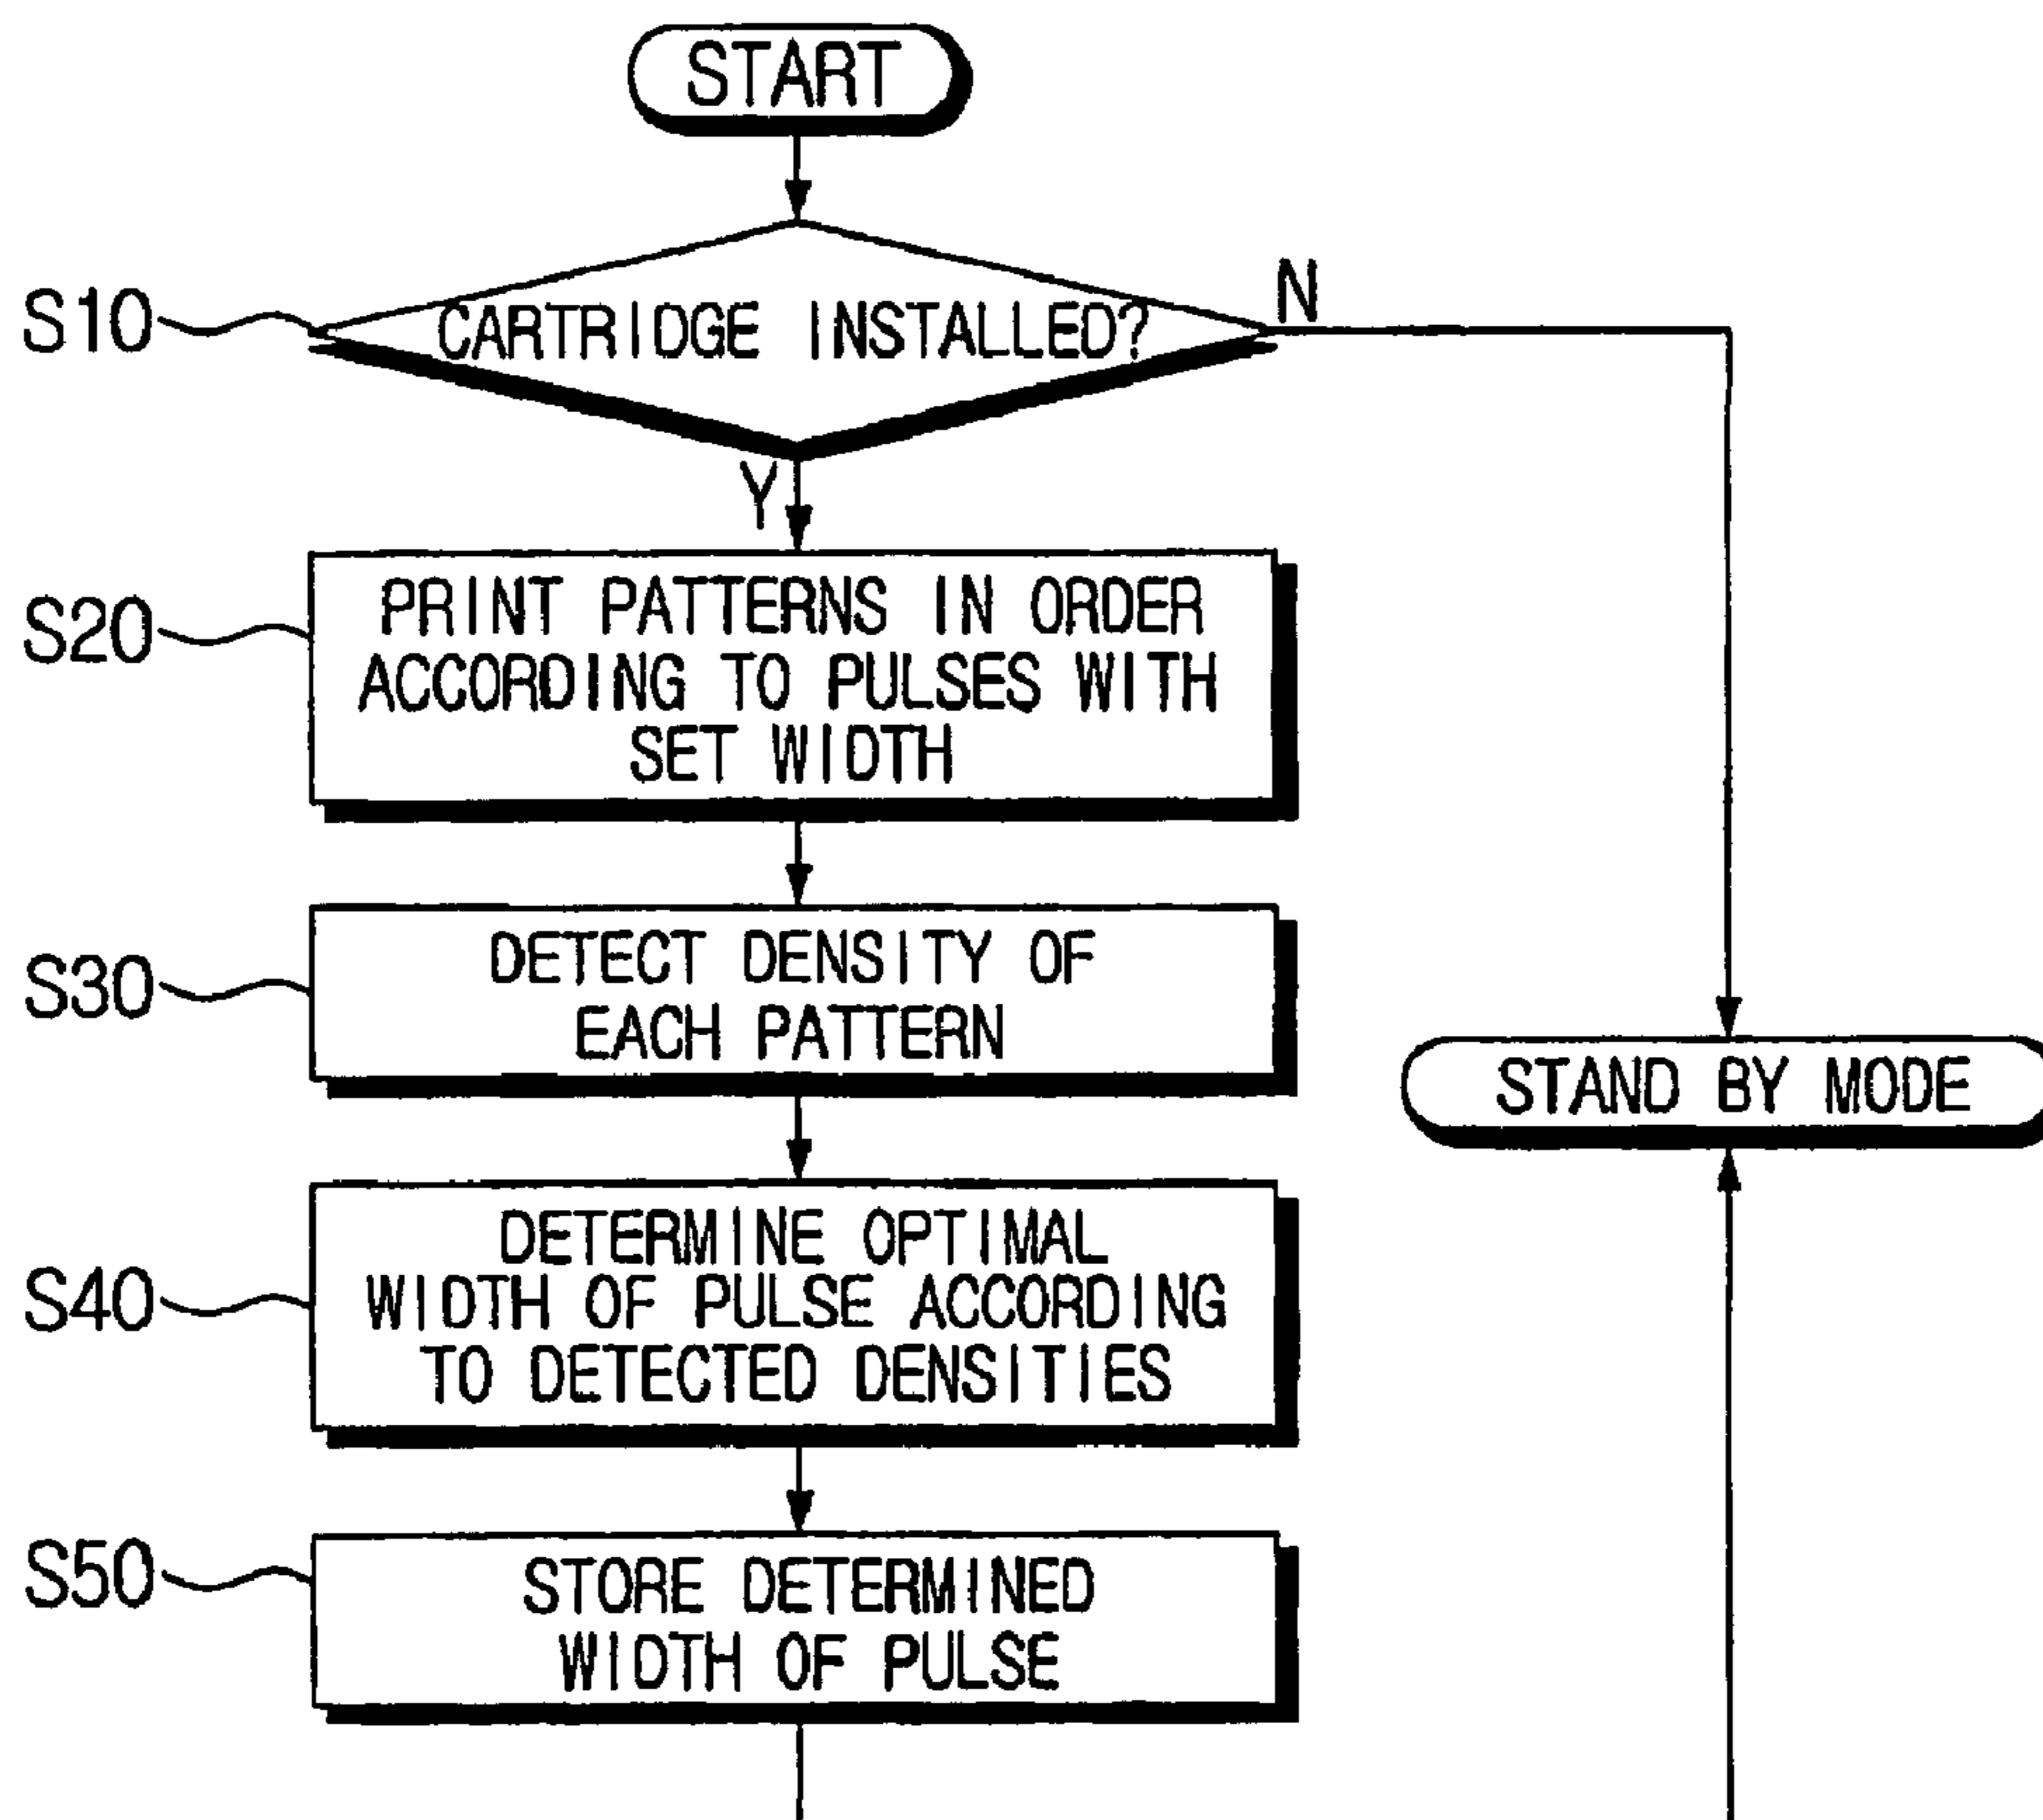 START
S10
CARTRIDGE INSTALLED?
N
Y
S20
PRINT PATTERNS IN ORDER
ACCORDING TO PULSES WITH
SET WIDTH
S30
DETECT DENSITY OF
EACH PATTERN
STAND BY MODE
S40
DETERMINE OPTIMAL
WIDTH OF PULSE ACCORDING
TO DETECTED DENSITIES
S50
STORE DETERMINED
WIDTH OF PULSE